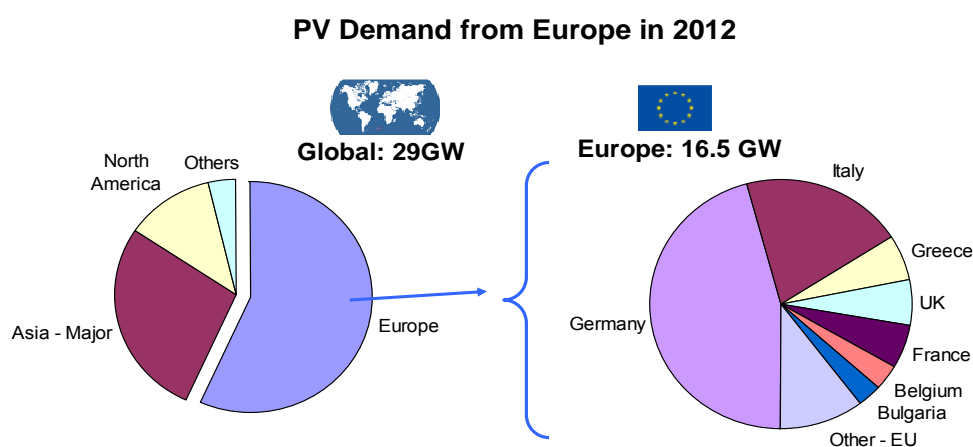 PV Demand from Europe in 2012
Global: 29GW
Europe: 16.5 GW
North
America
Others
Asia - Major
Europe
Italy
Greece
UK
France
Belgium
Bulgaria
Other - EU
Germany